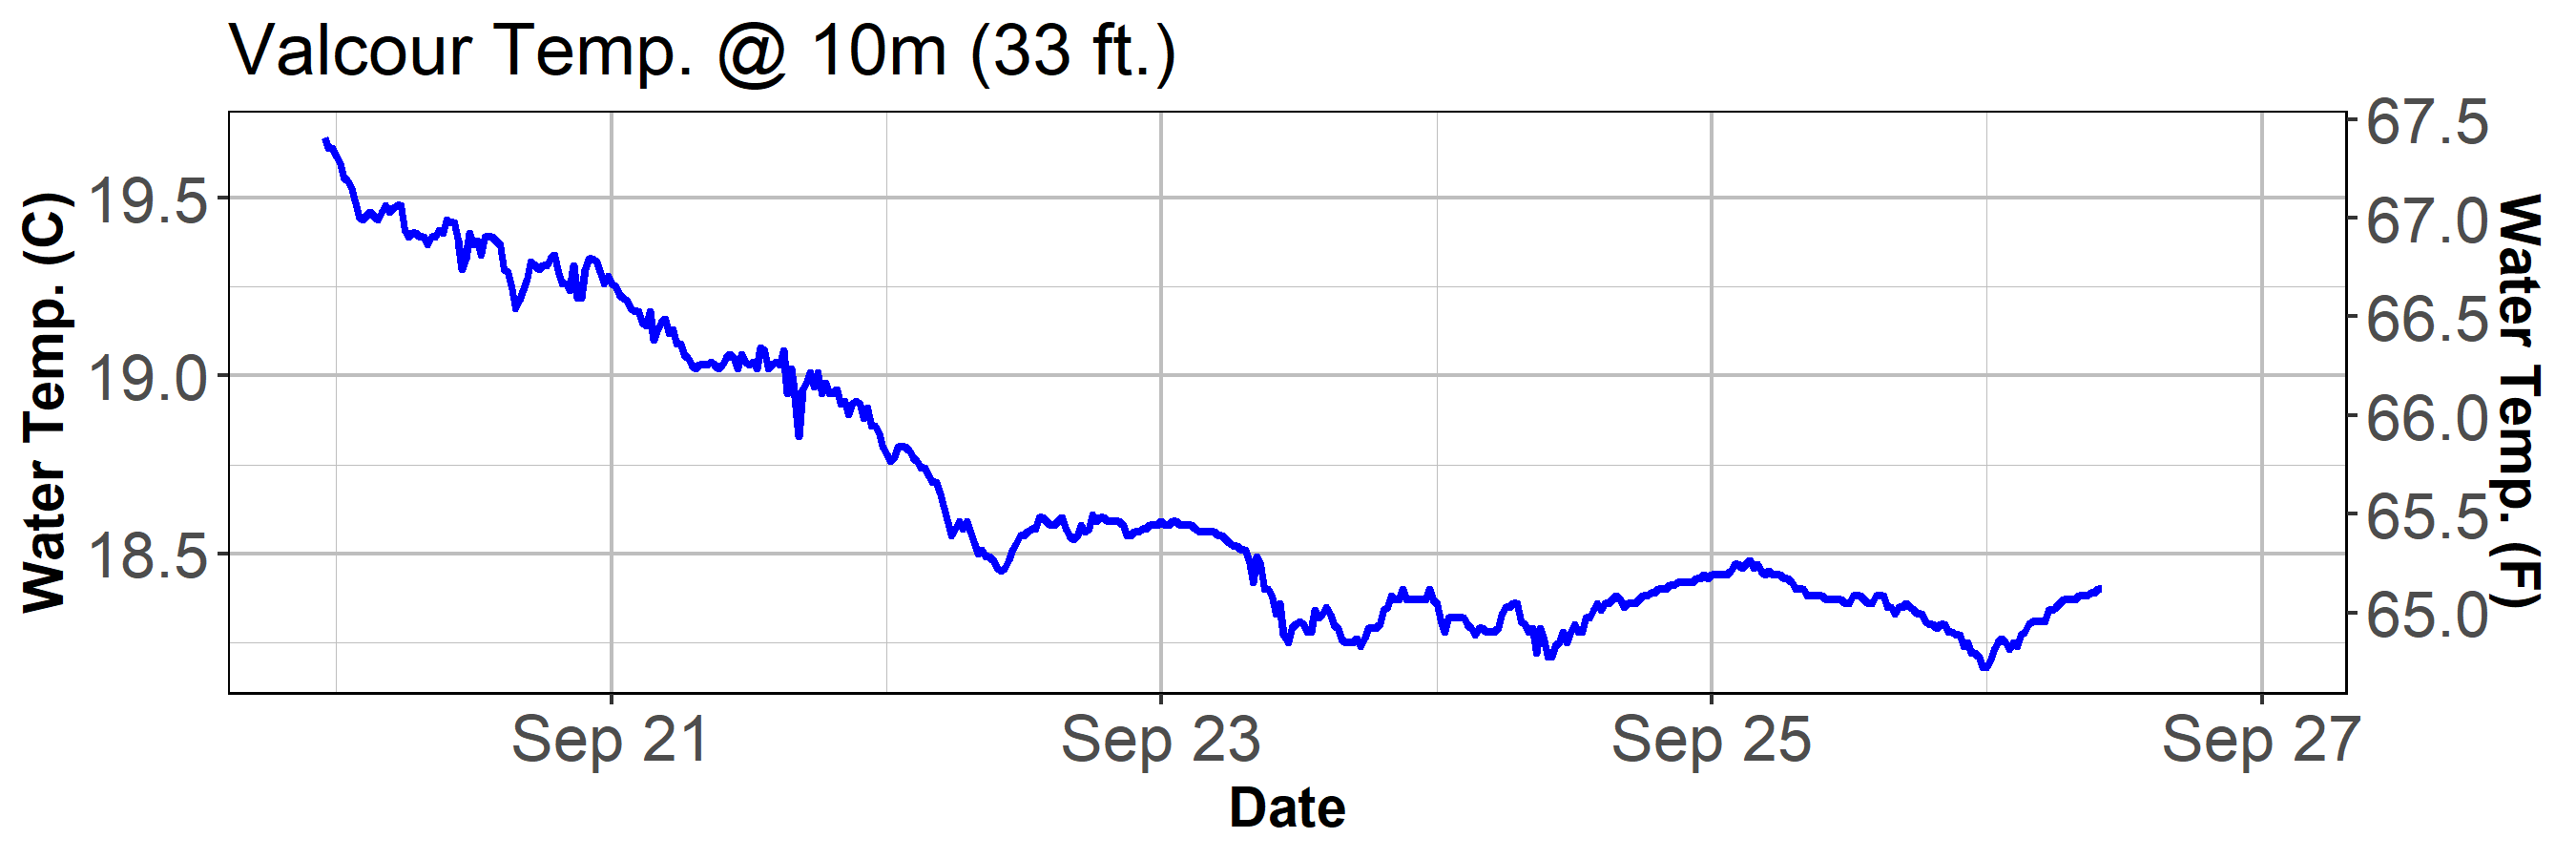 Valcour Temp. @ 10m (33 ft.)
Water Temp. (C)
19.5
19.0
18.5
67.5
67.0
66.5
66.0
65.5
65.0
Water Temp. (F)
Sep 21
Sep 23
Sep 25
Sep 27
Date